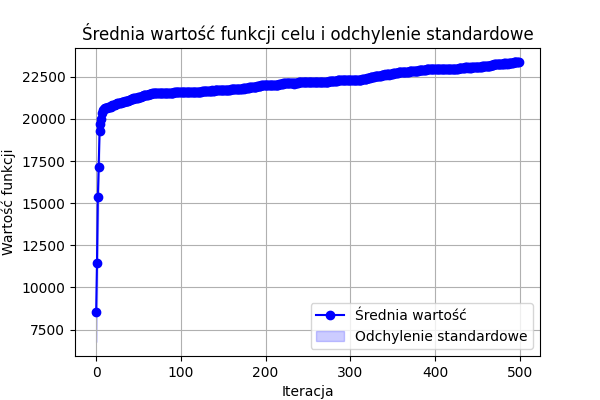 Średnia wartość funkcji celu i odchylenie standardowe
Wartość funkcji
22500
20000
17500
15000
12500
10000
7500
Średnia wartość
Odchylenie standardowe
0 100 200 300 400 500
Iteracja